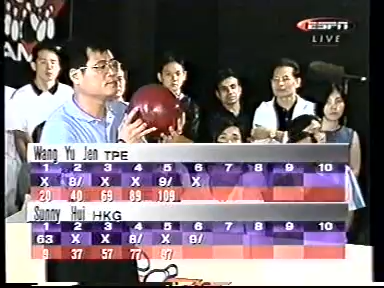 ESPN
LIVE
AN
Wang Yu Jen TPE
1 2 3 4 5 6 7 8 9 10
X 8/ X X 9/ X
20 40 69 89 109
Sunny Hui HKG
1 2 3 4 5 6 7 8 9 10
63 X X 8/ X 9/
9 37 57 77 97